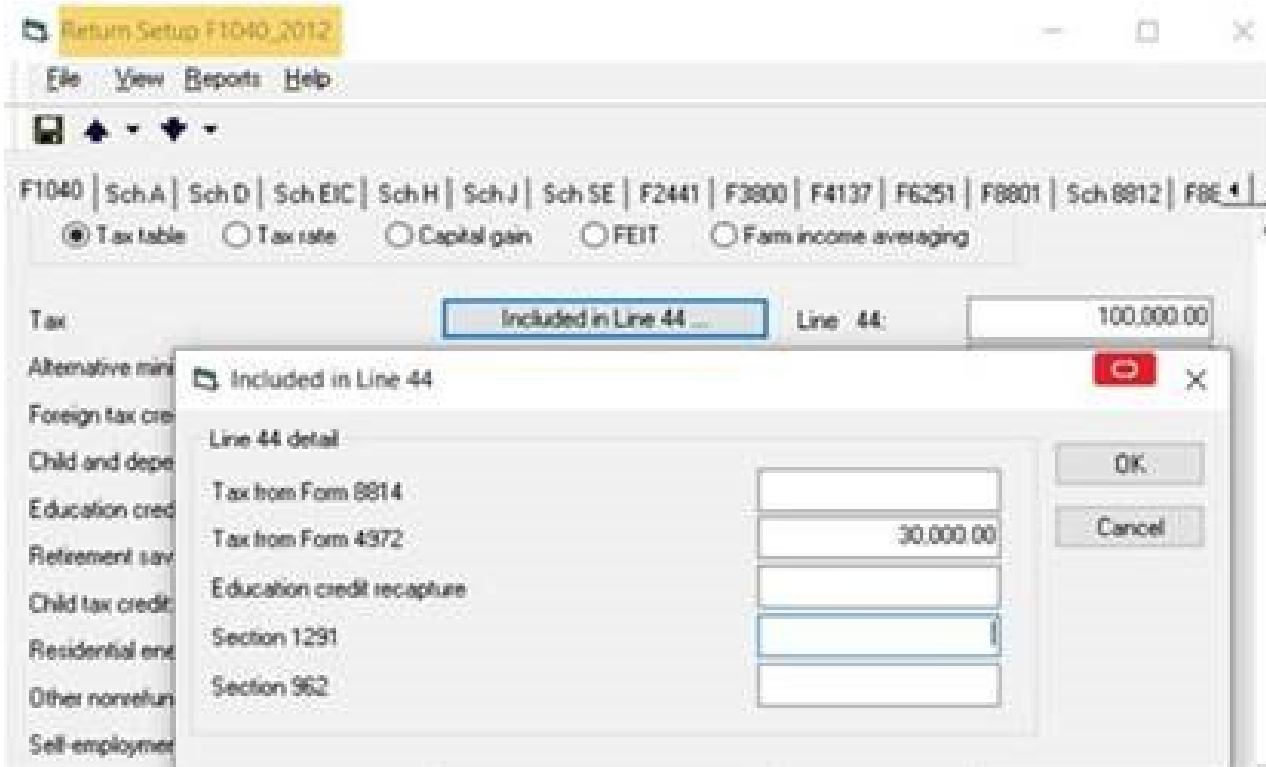 Return Setup F1040_2012
File View Reports Help
F1040 Sch A Sch D Sch EIC Sch H Sch J Sch SE F2441 F3800 F4137 F6251 F8801 Sch 8812 F8
Tax table Tax rate Capital gain FEIT Farm income averaging
Tax Included in Line 44 ... Line 44: 100,000.00
Alternative mini
Included in Line 44
Foreign tax cre
Line 44 detail
OK
Child and depe
Tax from Form 8814
Education cred
Tax from Form 4972 30,000.00 Cancel
Retirement sav
Education credit recapture
Child tax credit
Section 1291
Residential ene
Section 962
Other nonrefun
Self-employmen